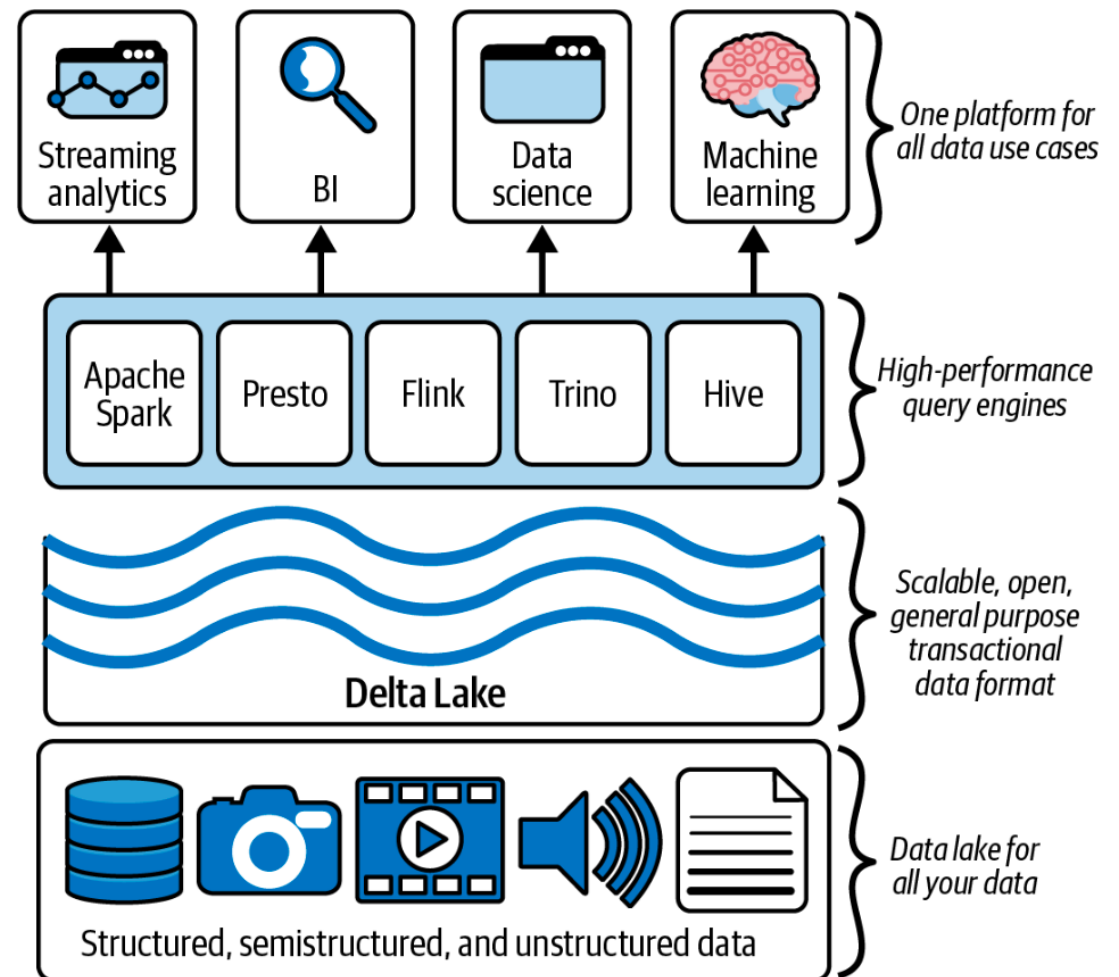 Streaming
analytics
BI
Data
science
Machine
learning
One platform for
all data use cases
Apache
Spark
Presto
Flink
Trino
Hive
High-performance
query engines
Delta Lake
Scalable, open,
general purpose
transactional
data format
Structured, semistructured, and unstructured data
Data lake for
all your data